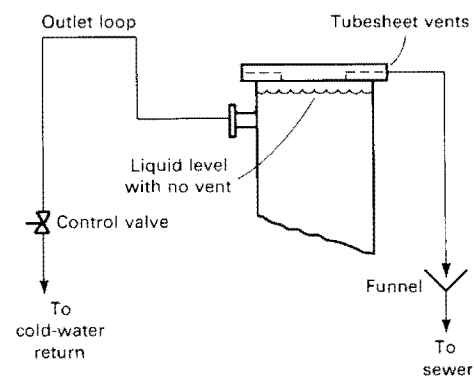 Outlet loop
Tubesheet vents
Liquid level
with no vent
Control valve
Funnel
To
cold-water
return
To
sewer